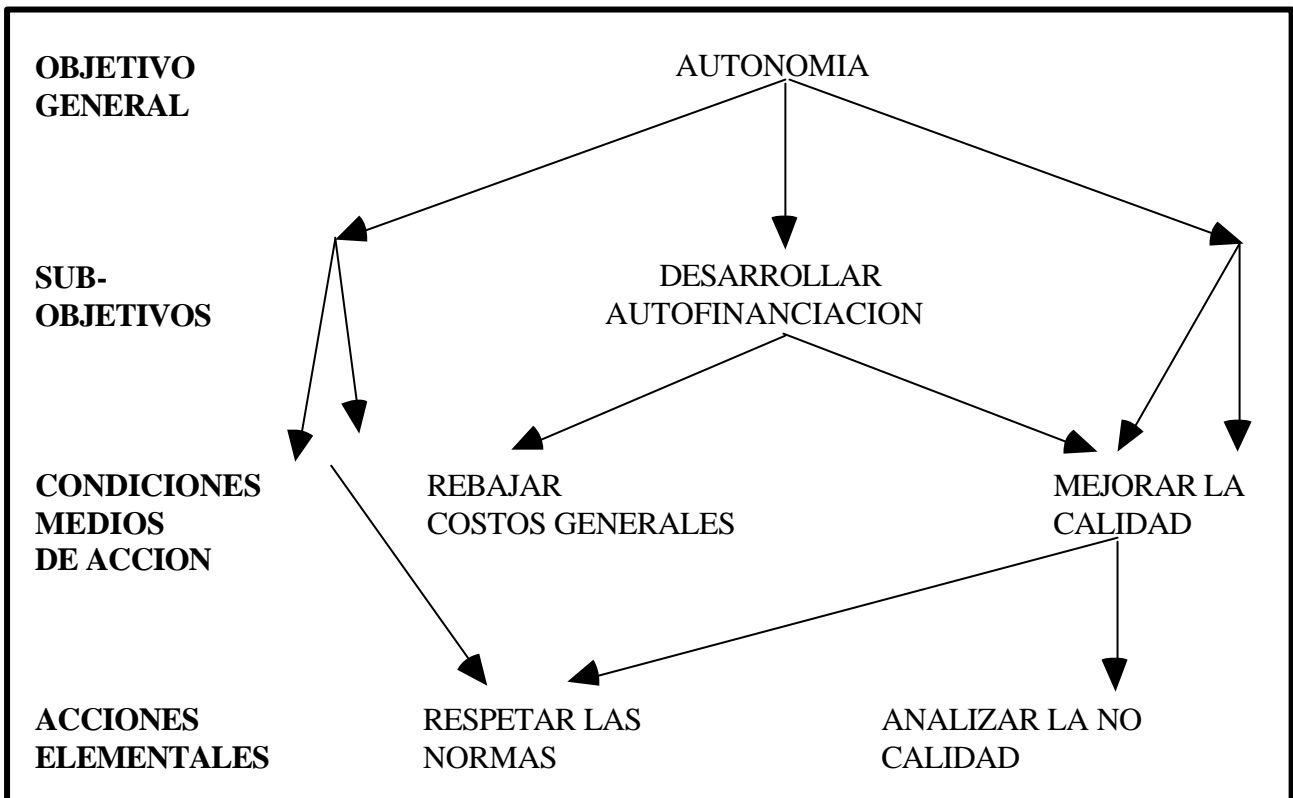 OBJETIVO
GENERAL
AUTONOMIA
SUB-
OBJETIVOS
DESARROLLAR
AUTOFINANCIACION
CONDICIONES
MEDIOS
DE ACCION
REBAJAR
COSTOS GENERALES
MEJORAR LA
CALIDAD
ACCIONES
ELEMENTALES
RESPETAR LAS
NORMAS
ANALIZAR LA NO
CALIDAD